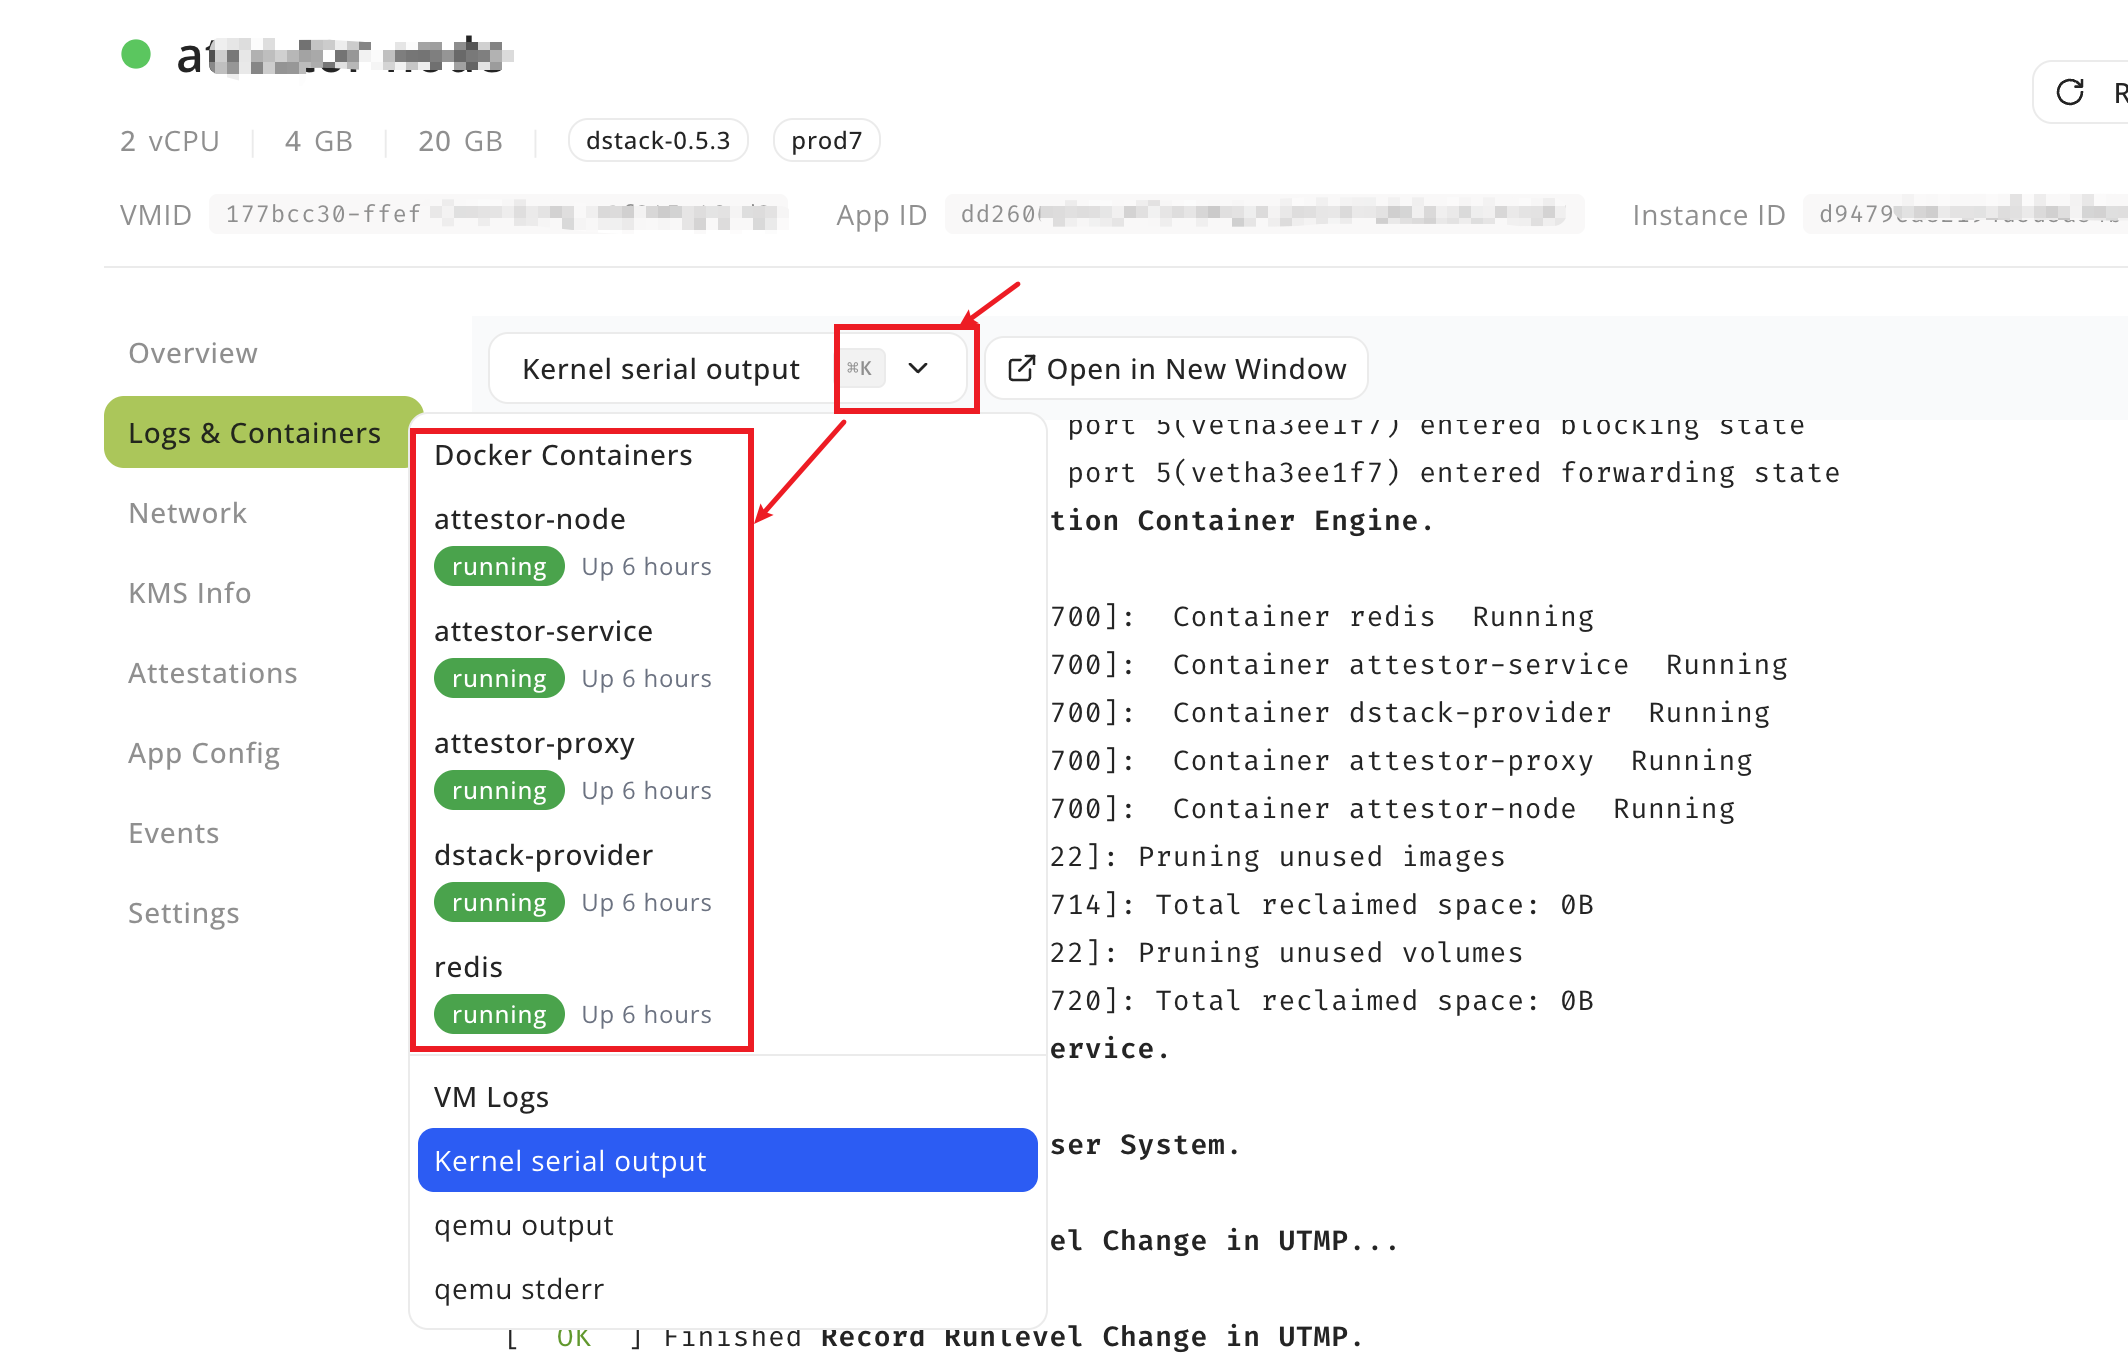 2 vCPU 4 GB 20 GB dstack-0.5.3 prod7
R
VMID 177bcc30-ffef App ID dd260 Instance ID d9479
Overview
Logs & Containers
Network
KMS Info
Attestations
App Config
Events
Settings
Kernel serial output ⌘K Open in New Window
Docker Containers
attestor-node
running Up 6 hours
attestor-service
running Up 6 hours
attestor-proxy
running Up 6 hours
dstack-provider
running Up 6 hours
redis
running Up 6 hours
VM Logs
Kernel serial output
qemu output
qemu stderr
port 5(vetha3ee1f7) entered blocking state
port 5(vetha3ee1f7) entered forwarding state
tion Container Engine.
700]: Container redis Running
700]: Container attestor-service Running
700]: Container dstack-provider Running
700]: Container attestor-proxy Running
700]: Container attestor-node Running
22]: Pruning unused images
714]: Total reclaimed space: 0B
22]: Pruning unused volumes
720]: Total reclaimed space: 0B
ervice.
ser System.
el Change in UTMP...
[ OK ] Finished Record Runlevel Change in UTMP.